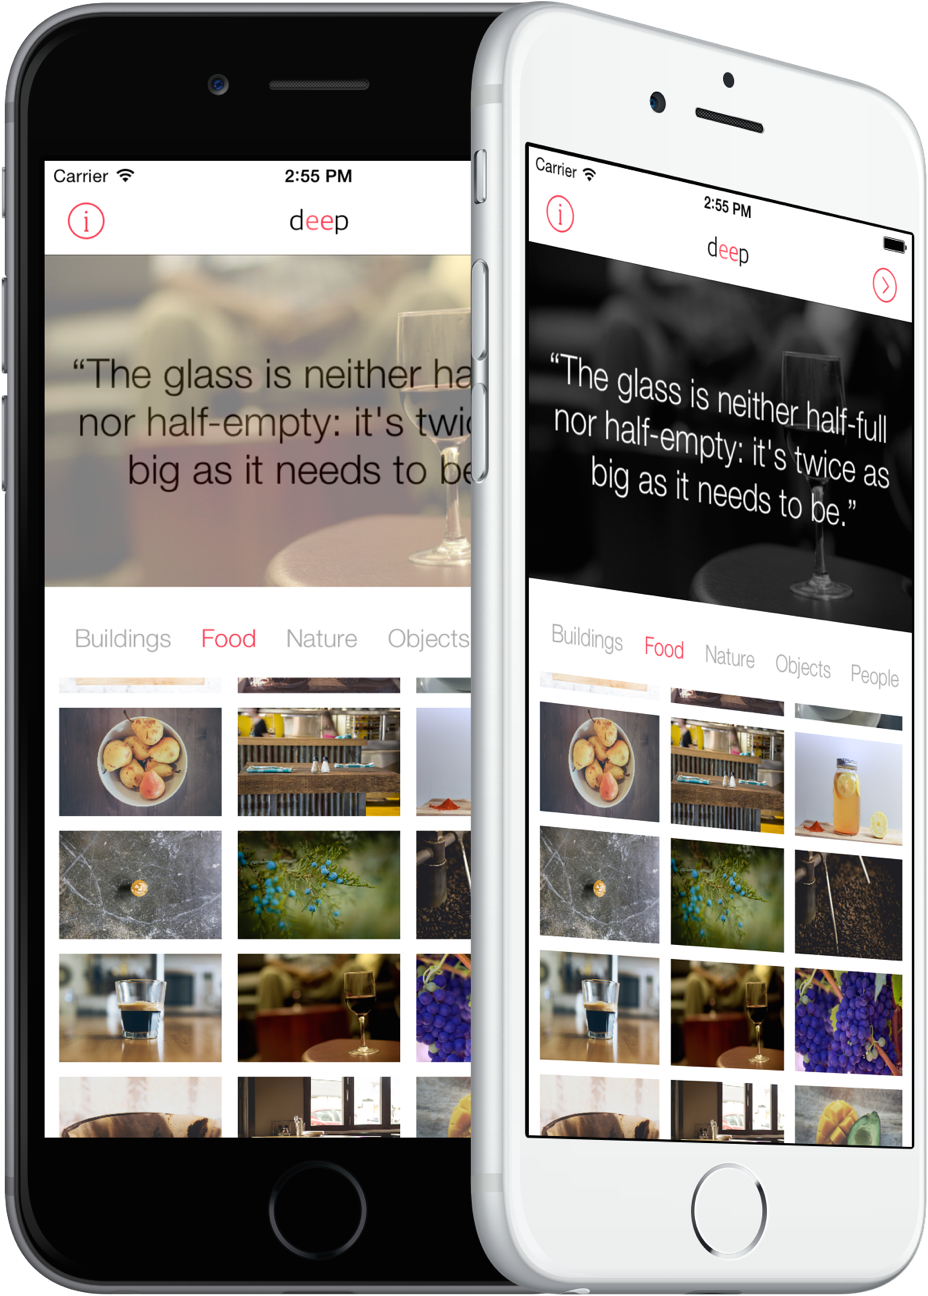 Carrier
2:55 PM
deep
“The glass is neither ha
nor half-empty: it's twic
big as it needs to be
Buildings Food Nature Objects
Carrier
2:55 PM
deep
“The glass is neither half-full
nor half-empty: it's twice as
big as it needs to be.”
Buildings Food Nature Objects People